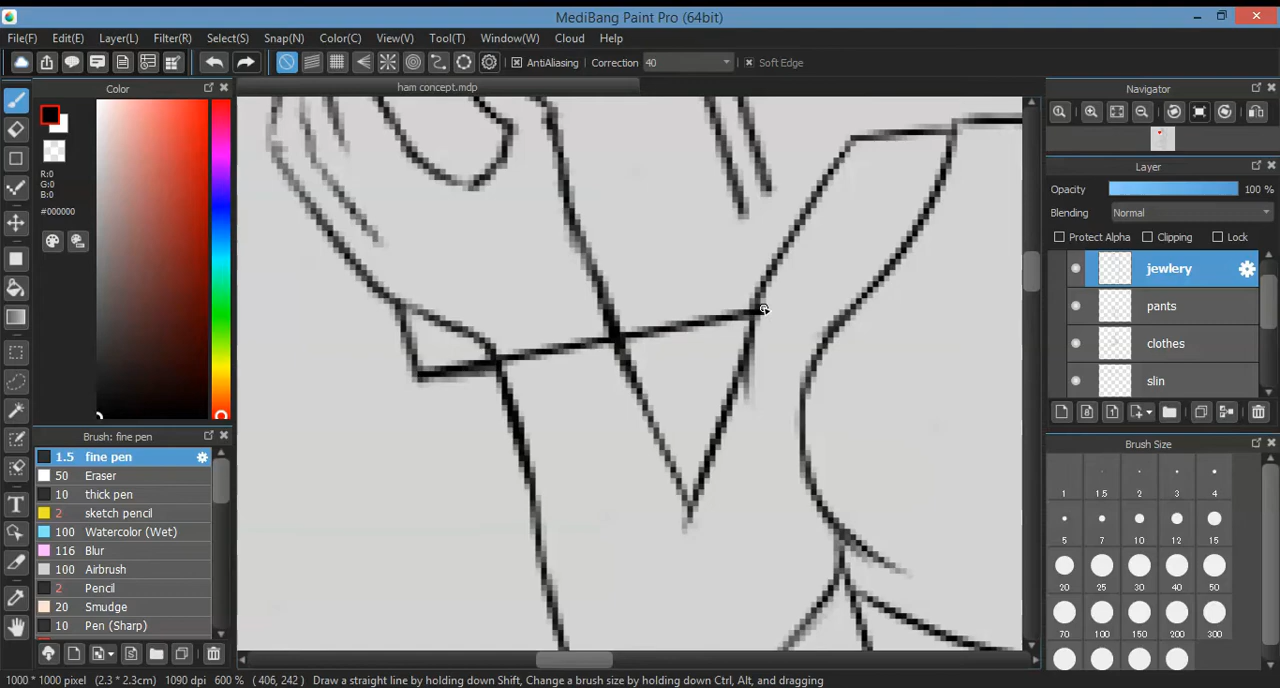 MediBang Paint Pro (64bit)
File(F) Edit(E) Layer(L) Filter(R) Select(S) Snap(N) Color(C) View(V) Tool(T) Window(W) Cloud Help
AntiAliasing Correction 40 Soft Edge
Color
ham concept.mdp
Navigator
R:0
G:0
B:0
#000000
Layer
Opacity 100 %
Blending Normal
Protect Alpha Clipping Lock
jewlery
pants
clothes
slin
Brush: fine pen
1.5 fine pen
50 Eraser
10 thick pen
2 sketch pencil
100 Watercolor (Wet)
116 Blur
100 Airbrush
2 Pencil
20 Smudge
10 Pen (Sharp)
Brush Size
1 1.5 2 3 4
5 7 10 12 15
20 25 30 40 50
70 100 150 200 300
1000 * 1000 pixel (2.3 * 2.3cm) 1090 dpi 600 % ( 406, 242 ) Draw a straight line by holding down Shift, Change a brush size by holding down Ctrl, Alt, and dragging